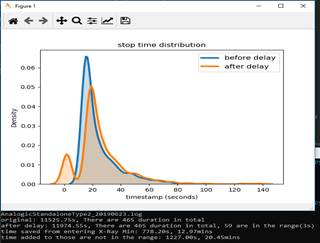 Figure 1
stop time distribution
before delay
after delay
Density
0.06
0.05
0.04
0.03
0.02
0.01
0.00
0 20 40 60 80 100 120 140
timestamp (seconds)
AnalogicStandaloneType2_20190623.log
original: 11525.75s, There are 465 duration in total
after delay: 11974.55s, There are 465 duration in total, 59 are in the range(3s)
time saved from entering X-Ray Min: 778.20s, 12.97mins
time added to those are not in the range: 1227.00s, 20.45mins